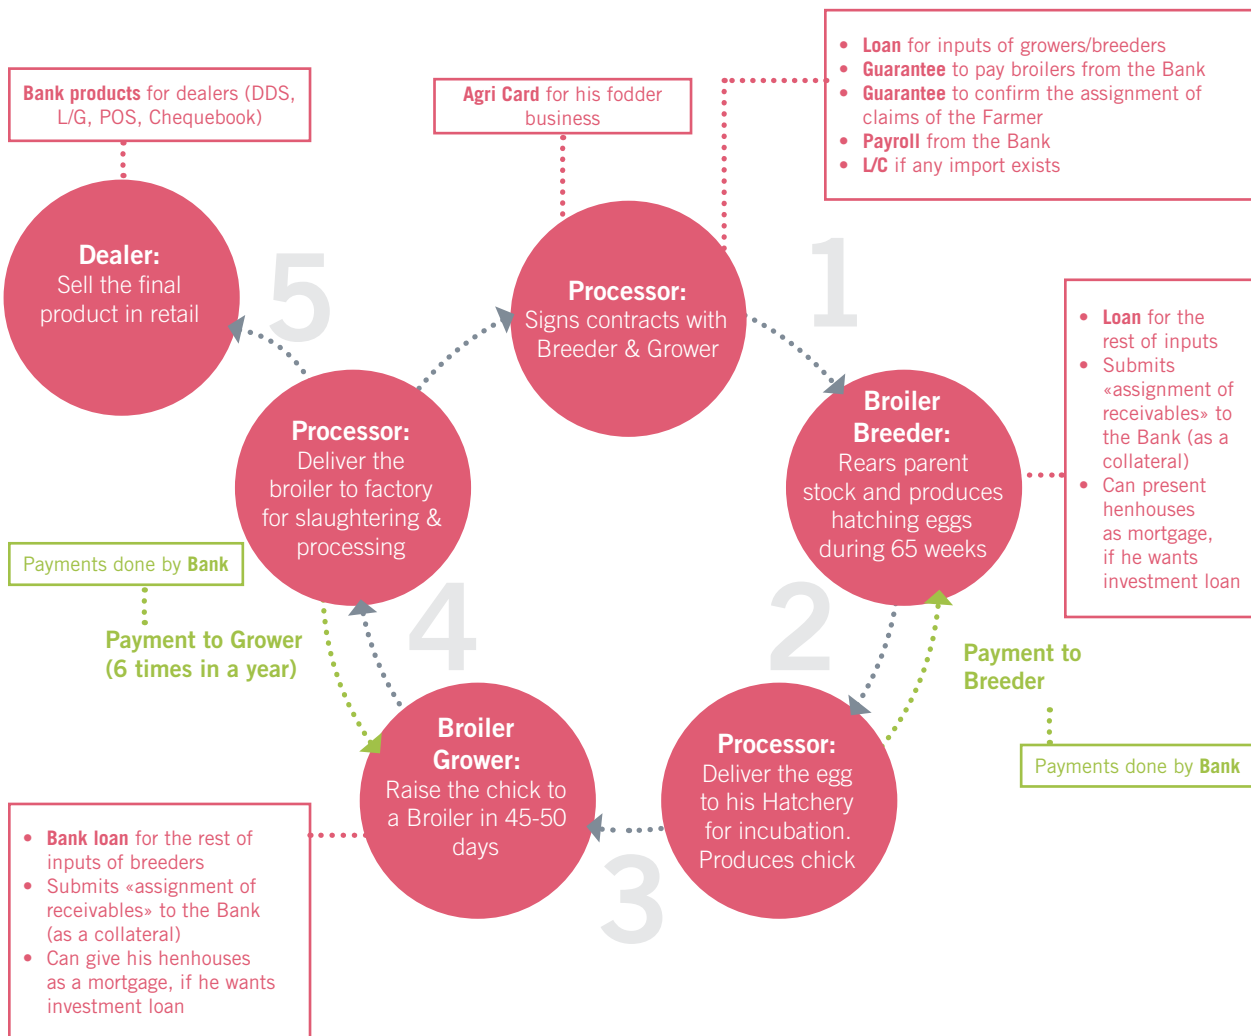 • Loan for inputs of growers/breeders
• Guarantee to pay broilers from the Bank
• Guarantee to confirm the assignment of
claims of the Farmer
• Payroll from the Bank
• L/C if any import exists
Bank products for dealers (DDS,
L/G, POS, Chequebook)
Agri Card for his fodder
business
Dealer:
Sell the final
product in retail
5
Processor:
Signs contracts with
Breeder & Grower
1
• Loan for the
rest of inputs
• Submits
«assignment of
receivables» to
the Bank (as a
collateral)
• Can present
henhouses
as mortgage,
if he wants
investment loan
Broiler
Breeder:
Rears parent
stock and produces
hatching eggs
during 65 weeks
Processor:
Deliver the
broiler to factory
for slaughtering &
processing
Payments done by Bank
Payment to Grower
(6 times in a year)
4
2
Payment to
Breeder
Payments done by Bank
Processor:
Deliver the egg
to his Hatchery
for incubation.
Produces chick
3
Broiler
Grower:
Raise the chick to
a Broiler in 45-50
days
• Bank loan for the rest of
inputs of breeders
• Submits «assignment of
receivables» to the Bank
(as a collateral)
• Can give his henhouses
as a mortgage, if he wants
investment loan